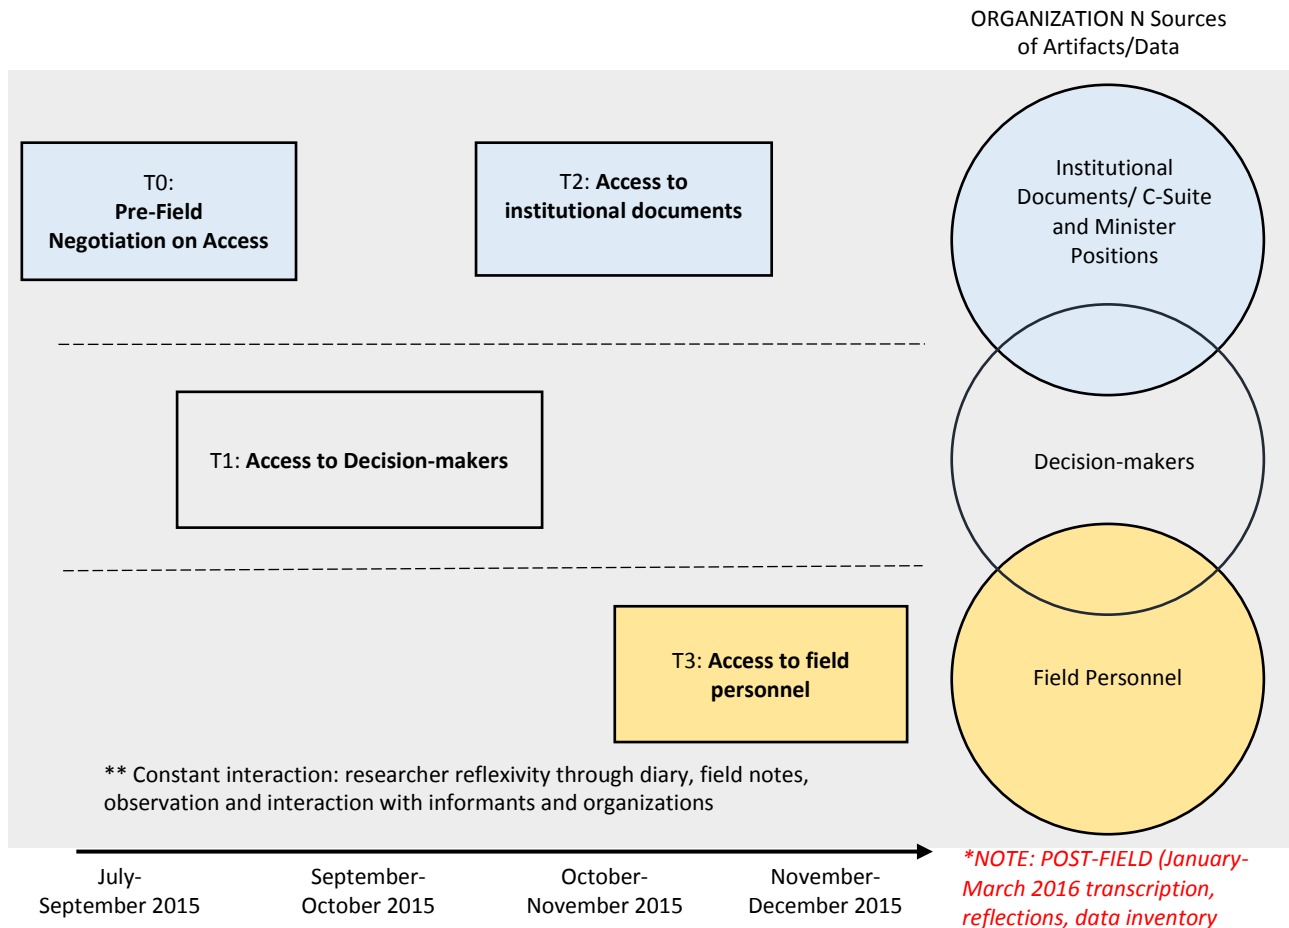 ORGANIZATION N Sources
of Artifacts/Data
T0:
Pre-Field
Negotiation on Access
T2: Access to
institutional documents
Institutional
Documents/ C-Suite
and Minister
Positions
T1: Access to Decision-makers
Decision-makers
T3: Access to field
personnel
Field Personnel
** Constant interaction: researcher reflexivity through diary, field notes,
observation and interaction with informants and organizations
July-
September 2015
September-
October 2015
October-
November 2015
November-
December 2015
*NOTE: POST-FIELD (January-
March 2016 transcription,
reflections, data inventory